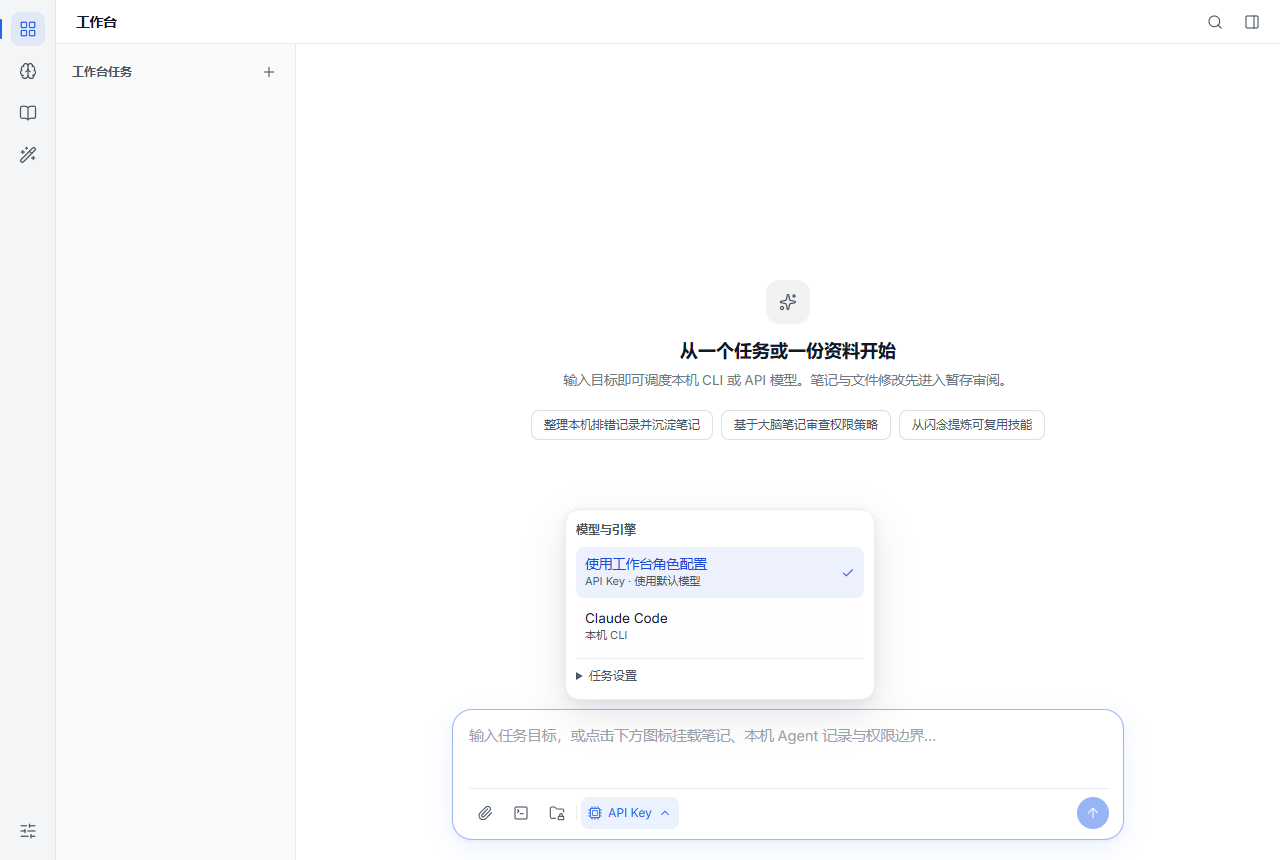 工作台
工作台任务
从一个任务或一份资料开始
输入目标即可调度本机 CLI 或 API 模型。笔记与文件修改先进入暂存审阅。
整理本机排错记录并沉淀笔记
基于大脑笔记审查权限策略
从闪念提炼可复用技能
模型与引擎
使用工作台角色配置
API Key · 使用默认模型
Claude Code
本机 CLI
任务设置
输入任务目标，或点击下方图标挂载笔记、本机 Agent 记录与权限边界...
API Key